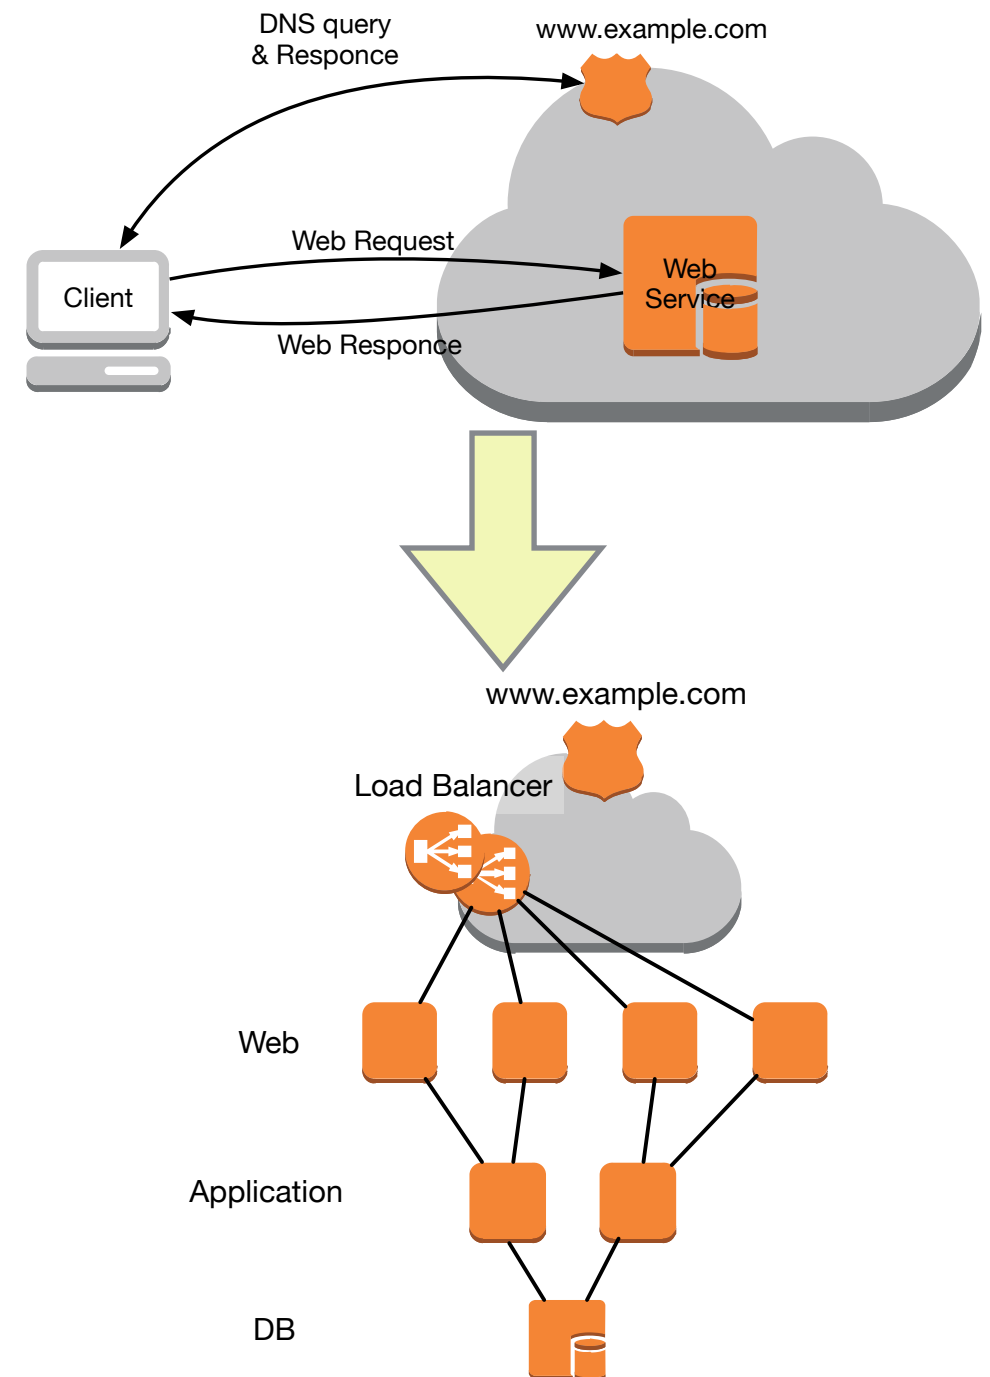 DNS query
& Responce
www.example.com
Web Request
Client
Web
Service
Web Responce
www.example.com
Load Balancer
Web
Application
DB